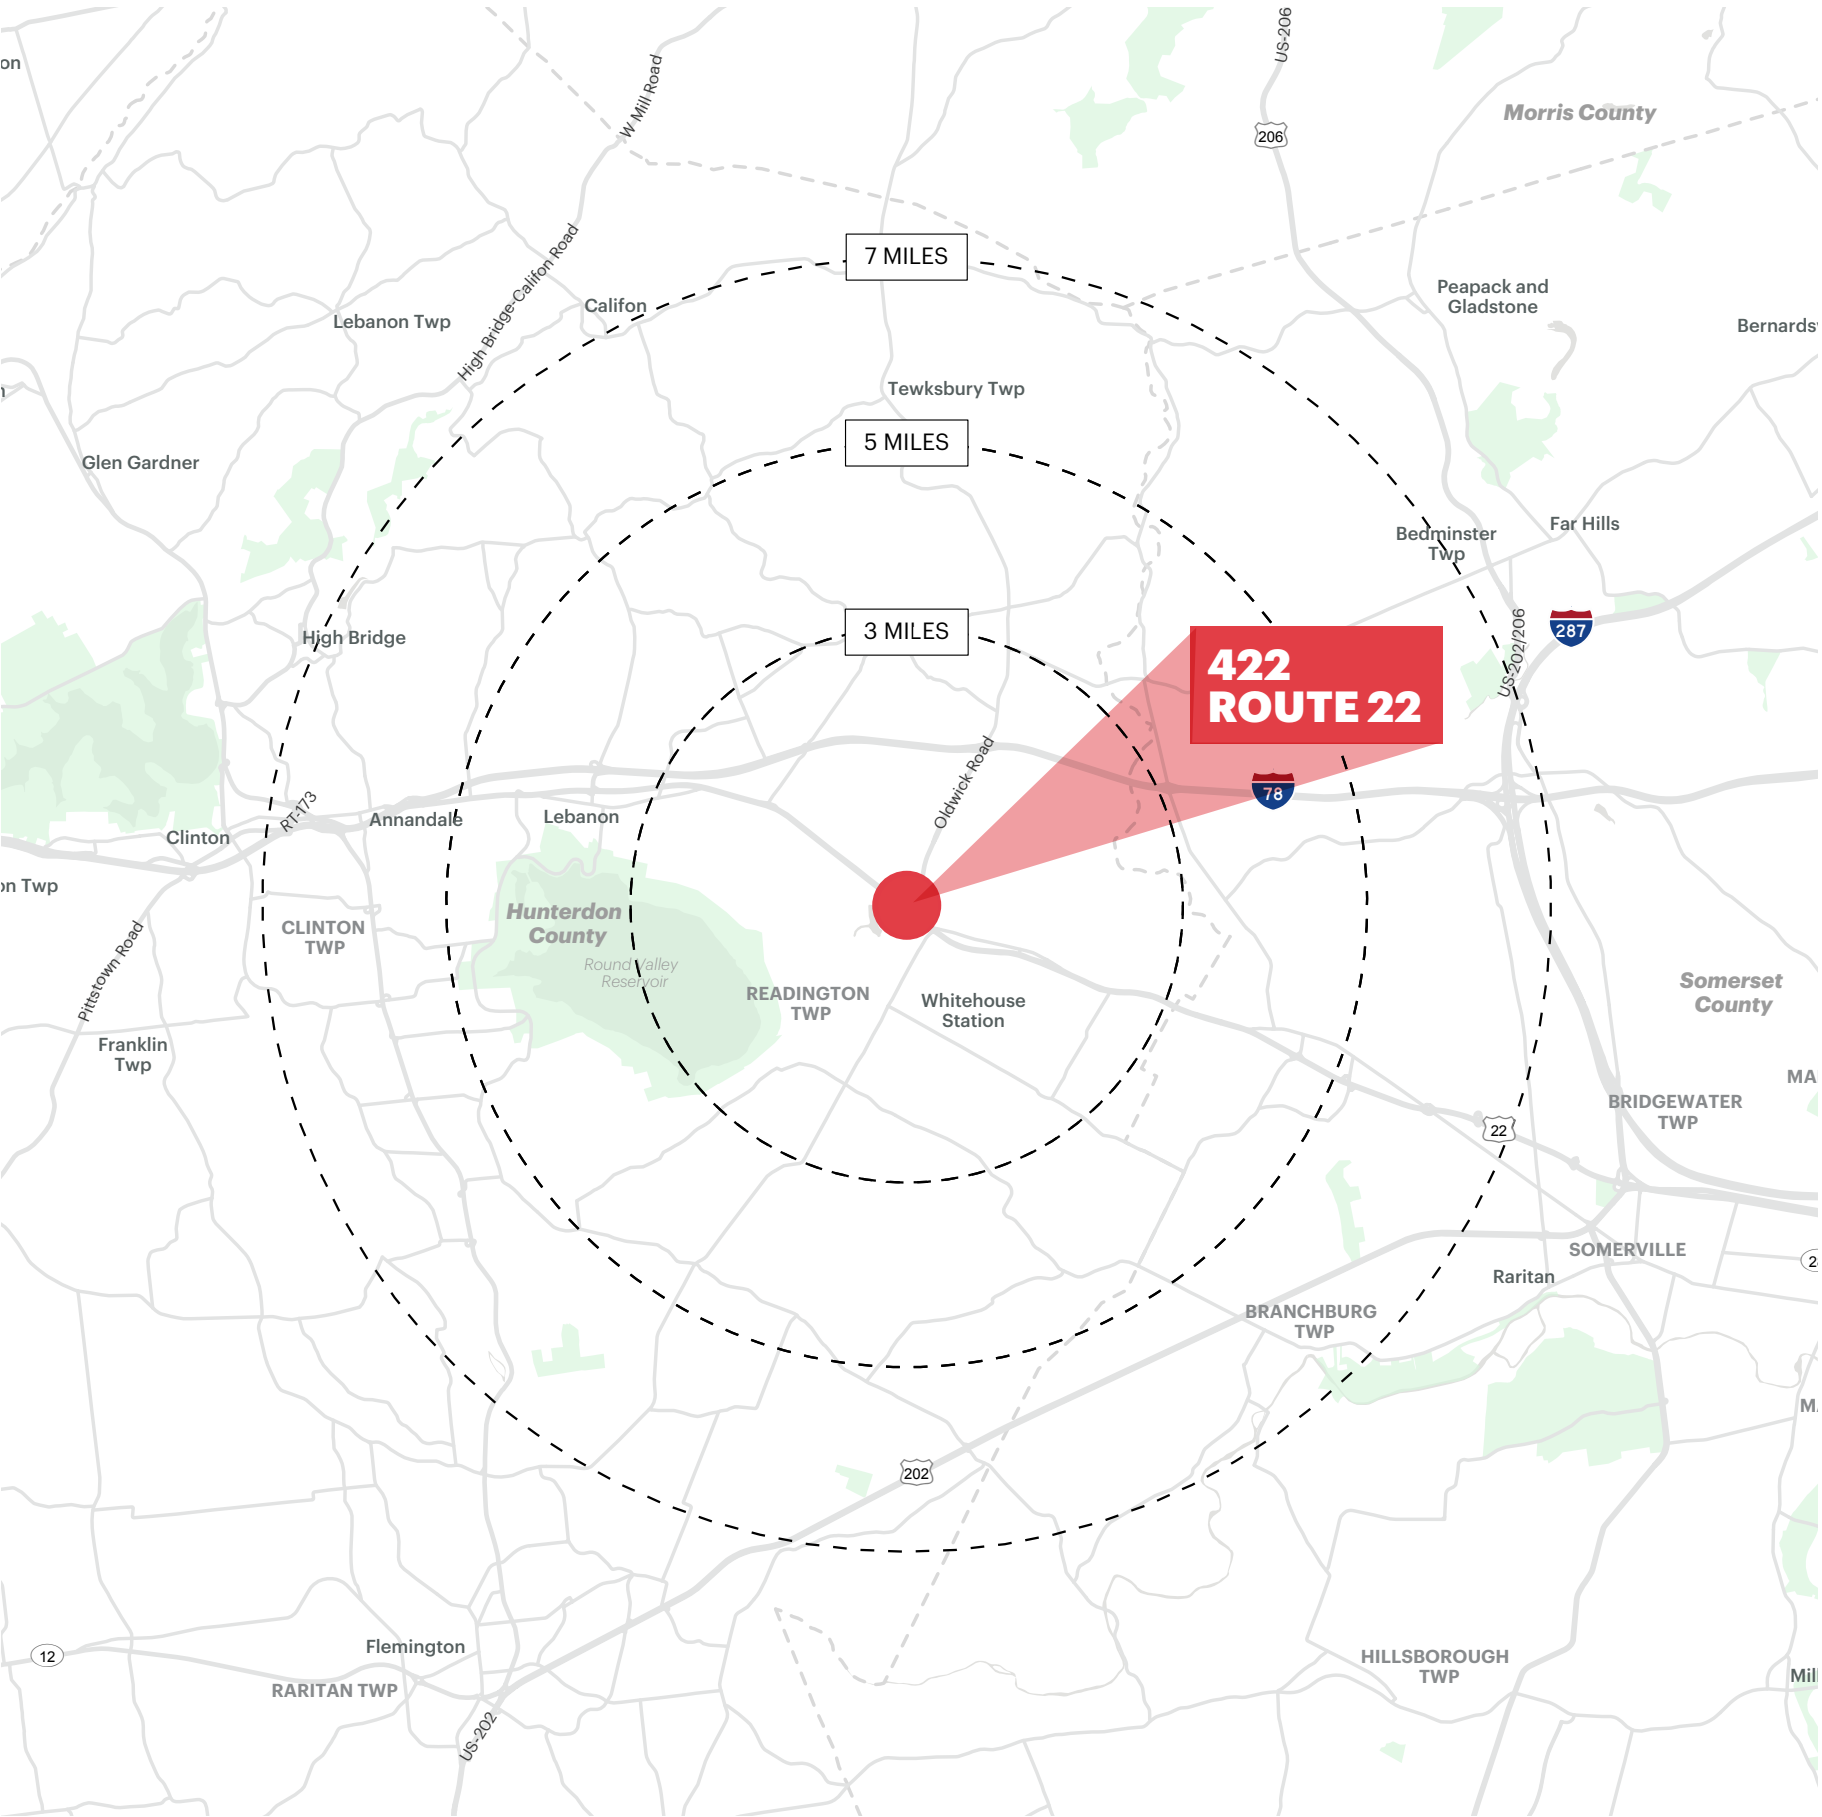 on
US-206
W Mill Road
Morris County
206
High Bridge-Califon Road
7 MILES
Peapack and
Gladstone
Califon
Lebanon Twp
Tewksbury Twp
5 MILES
Glen Gardner
Bedminster
Twp
Far Hills
3 MILES
287
High Bridge
US-202/206
422
ROUTE 22
Oldwick Road
78
RT-173
Annandale
Lebanon
Clinton
on Twp
Hunterdon
County
CLINTON
TWP
Pittstown Road
Round Valley
Reservoir
READINGTON
TWP
Whitehouse
Station
Somerset
County
Franklin
Twp
MA
BRIDGEWATER
TWP
22
SOMERVILLE
Raritan
BRANCHBURG
TWP
202
12
Flemington
RARITAN TWP
HILLSBOROUGH
TWP
Mill
US-202